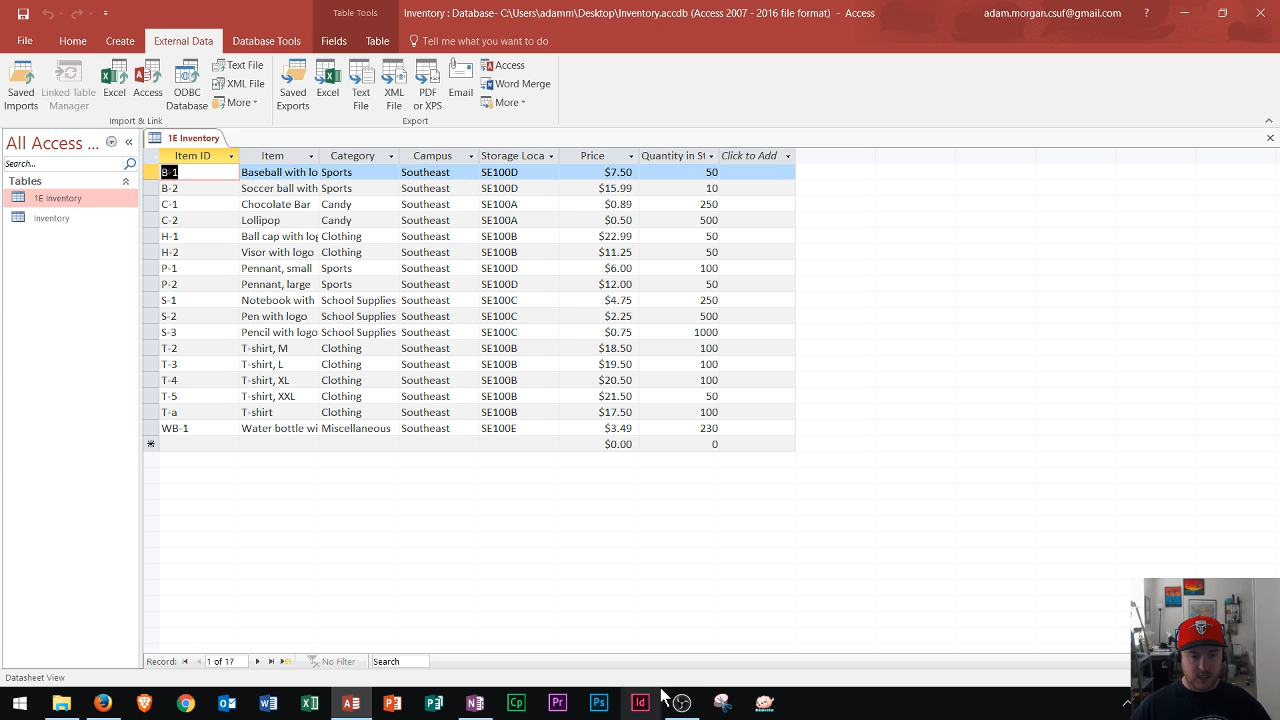 Table Tools
Inventory : Database- C:\Users\adamm\Desktop\Inventory.accdb (Access 2007 - 2016 file format) - Access
adam.morgan.csuf@gmail.com
?
File Home Create External Data Database Tools Fields Table Tell me what you want to do
Saved Imports
Linked Table Manager
Excel
Access
ODBC Database
Text File
XML File
More
Import & Link
Saved Exports
Excel
Text File
XML File
PDF or XPS
Email
Access
Word Merge
More
Export
All Access ...
Search...
Tables
1E Inventory
Inventory
1E Inventory
Item ID Item Category Campus Storage Loca Price Quantity in St Click to Add
B-1 Baseball with lo Sports Southeast SE100D $7.50 50
B-2 Soccer ball with Sports Southeast SE100D $15.99 10
C-1 Chocolate Bar Candy Southeast SE100A $0.89 250
C-2 Lollipop Candy Southeast SE100A $0.50 500
H-1 Ball cap with log Clothing Southeast SE100B $22.99 50
H-2 Visor with logo Clothing Southeast SE100B $11.25 50
P-1 Pennant, small Sports Southeast SE100D $6.00 100
P-2 Pennant, large Sports Southeast SE100D $12.00 50
S-1 Notebook with School Supplies Southeast SE100C $4.75 250
S-2 Pen with logo School Supplies Southeast SE100C $2.25 500
S-3 Pencil with logo School Supplies Southeast SE100C $0.75 1000
T-2 T-shirt, M Clothing Southeast SE100B $18.50 100
T-3 T-shirt, L Clothing Southeast SE100B $19.50 100
T-4 T-shirt, XL Clothing Southeast SE100B $20.50 100
T-5 T-shirt, XXL Clothing Southeast SE100B $21.50 50
T-a T-shirt Clothing Southeast SE100B $17.50 100
WB-1 Water bottle wi Miscellaneous Southeast SE100E $3.49 230
$0.00 0
Record: 1 of 17 No Filter Search
Datasheet View
Cp Pr Ps Id